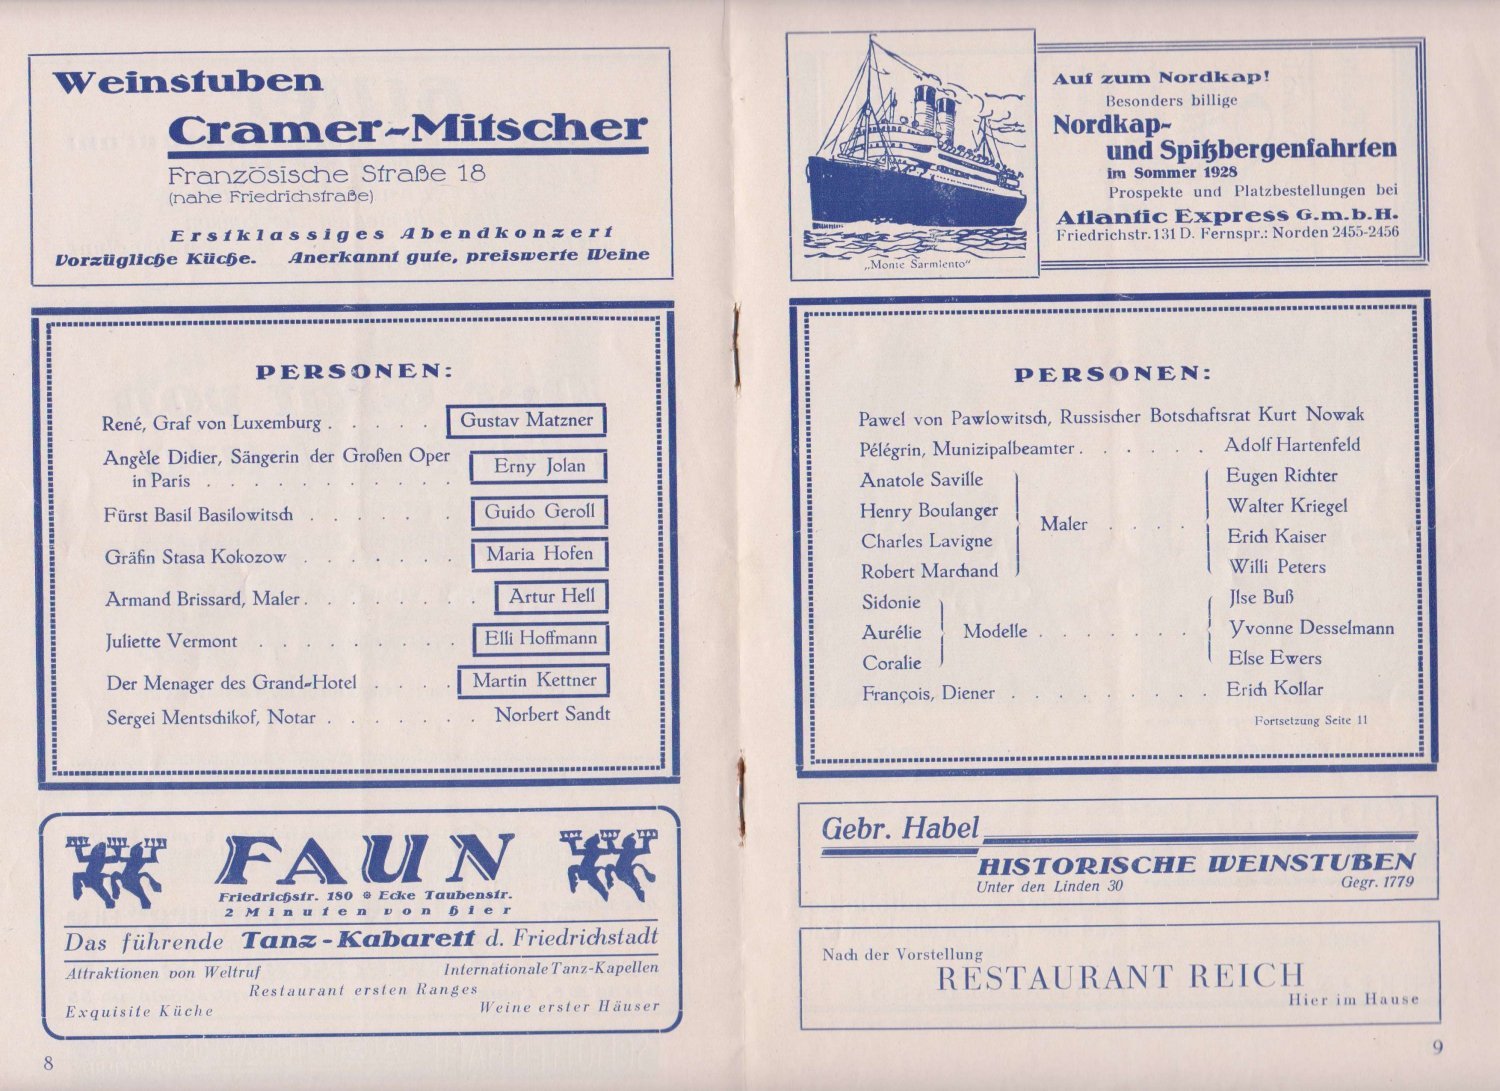 Weinstuben
Cramer-Mitscher
Französische Straße 18
(nahe Friedrichstraße)
Erstklassiges Abendkonzert
Vorzügliche Küche. Anerkannt gute, preiswerte Weine
PERSONEN:
René, Graf von Luxemburg . . . . . Gustav Matzner
Angèle Didier, Sängerin der Großen Oper
in Paris . . . . . . . . . . . Erny Jolan
Fürst Basil Basilowitsch . . . . . . Guido Geroll
Gräfin Stasa Kokozow . . . . . . Maria Hofen
Armand Brissard, Maler . . . . . . . Artur Hell
Juliette Vermont . . . . . . . . Elli Hoffmann
Der Menager des Grand-Hotel . . . . Martin Kettner
Sergei Mentschikof, Notar . . . . . . . Norbert Sandt
FAUN
Friedrichstr. 180 Ecke Taubenstr.
2 Minuten von hier
Das führende Tanz-Kabarett d. Friedrichstadt
Attraktionen von Weltruf
Internationale Tanz-Kapellen
Restaurant ersten Ranges
Exquisite Küche
Weine erster Häuser
8
Auf zum Nordkap!
Besonders billige
Nordkap-
und Spitzbergenfahrten
im Sommer 1928
Prospekte und Platzbestellungen bei
Atlantic Express G.m.b.H.
Friedrichstr. 131 D. Fernspr.: Norden 2455-2456
„Monte Sarmiento“
PERSONEN:
Pawel von Pawlowitsch, Russischer Botschaftsrat Kurt Nowak
Pélégrin, Munizipalbeamter . . . . . . Adolf Hartenfeld
Anatole Saville
Henry Boulanger
Charles Lavigne
Robert Marchand
Maler . . . .
Eugen Richter
Walter Kriegel
Erich Kaiser
Willi Peters
Sidonie
Aurélie
Coralie
Modelle . . . . . . .
Jlse Buß
Yvonne Desselmann
Else Ewers
François, Diener . . . . . . . . . Erich Kollar
Fortsetzung Seite 11
Gebr. Habel
HISTORISCHE WEINSTUBEN
Unter den Linden 30
Gegr. 1779
Nach der Vorstellung
RESTAURANT REICH
Hier im Hause
9